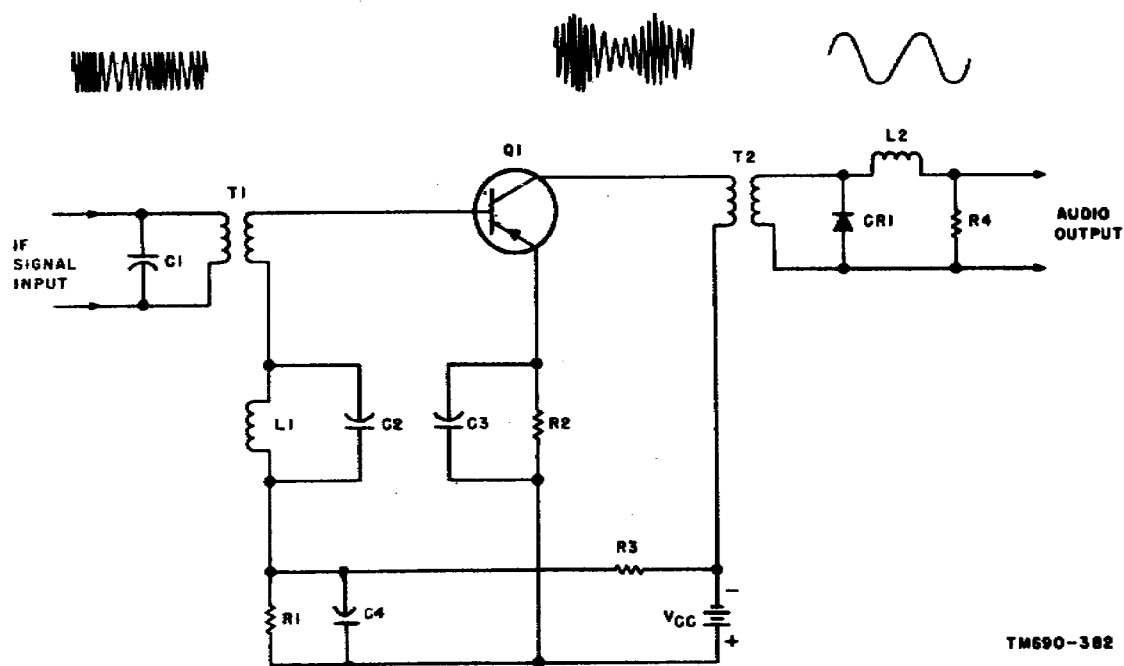 Q1
L2
T2
T1
CR1
R4
AUDIO
OUTPUT
IF
SIGNAL
INPUT
C1
L1
C2
C3
R2
R3
R1
C4
VCC
−
+
TM690-382